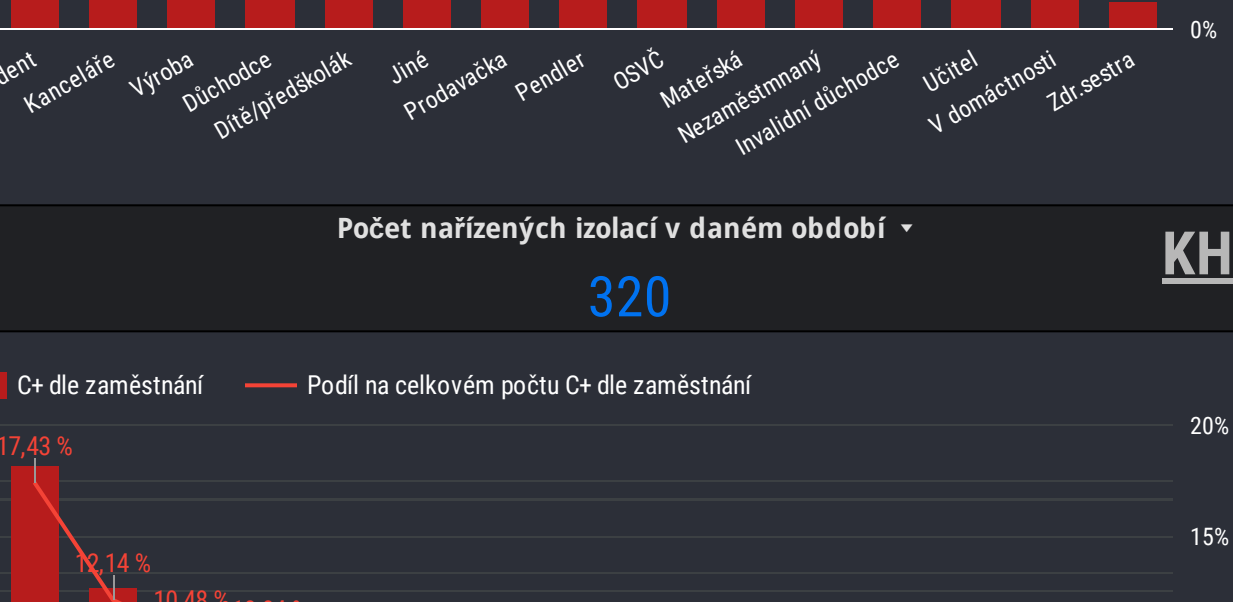 0%
dent
Kanceláře
Výroba
Důchodce
Dítě/předškolák
Jiné
Prodavačka
Pendler
OSVČ
Mateřská
Nezaměstmnaný
Invalidní důchodce
Učitel
V domáctnosti
Zdr.sestra
Počet nařízených izolací v daném období
KH
320
C+ dle zaměstnání
Podíl na celkovém počtu C+ dle zaměstnání
20%
17,43 %
15%
12,14 %
10,48 %